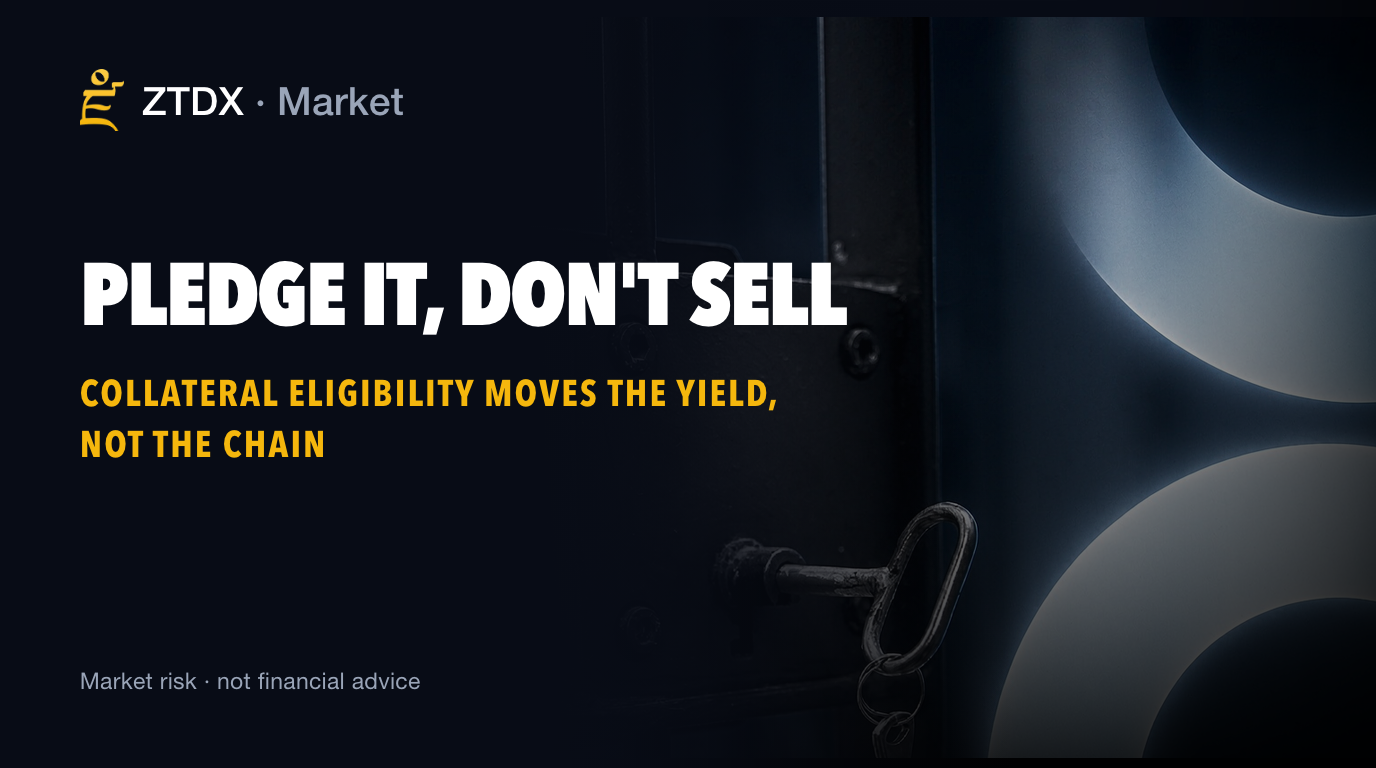 ZTDX · Market
PLEDGE IT, DON'T SELL
COLLATERAL ELIGIBILITY MOVES THE YIELD,
NOT THE CHAIN
Market risk · not financial advice